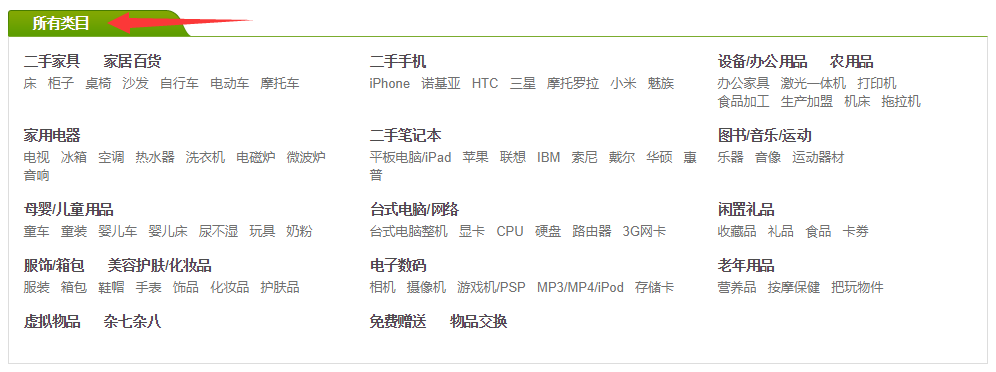 所有类目
二手家具 家居百货
床 柜子 桌椅 沙发 自行车 电动车 摩托车
二手手机
iPhone 诺基亚 HTC 三星 摩托罗拉 小米 魅族
设备/办公用品 农用品
办公家具 激光一体机 打印机
食品加工 生产加盟 机床 拖拉机
家用电器
电视 冰箱 空调 热水器 洗衣机 电磁炉 微波炉
音响
二手笔记本
平板电脑/iPad 苹果 联想 IBM 索尼 戴尔 华硕 惠
普
图书/音乐/运动
乐器 音像 运动器材
母婴/儿童用品
童车 童装 婴儿车 婴儿床 尿不湿 玩具 奶粉
台式电脑/网络
台式电脑整机 显卡 CPU 硬盘 路由器 3G网卡
闲置礼品
收藏品 礼品 食品 卡券
服饰/箱包 美容护肤/化妆品
服装 箱包 鞋帽 手表 饰品 化妆品 护肤品
电子数码
相机 摄像机 游戏机/PSP MP3/MP4/iPod 存储卡
老年用品
营养品 按摩保健 把玩物件
虚拟物品 杂七杂八
免费赠送 物品交换